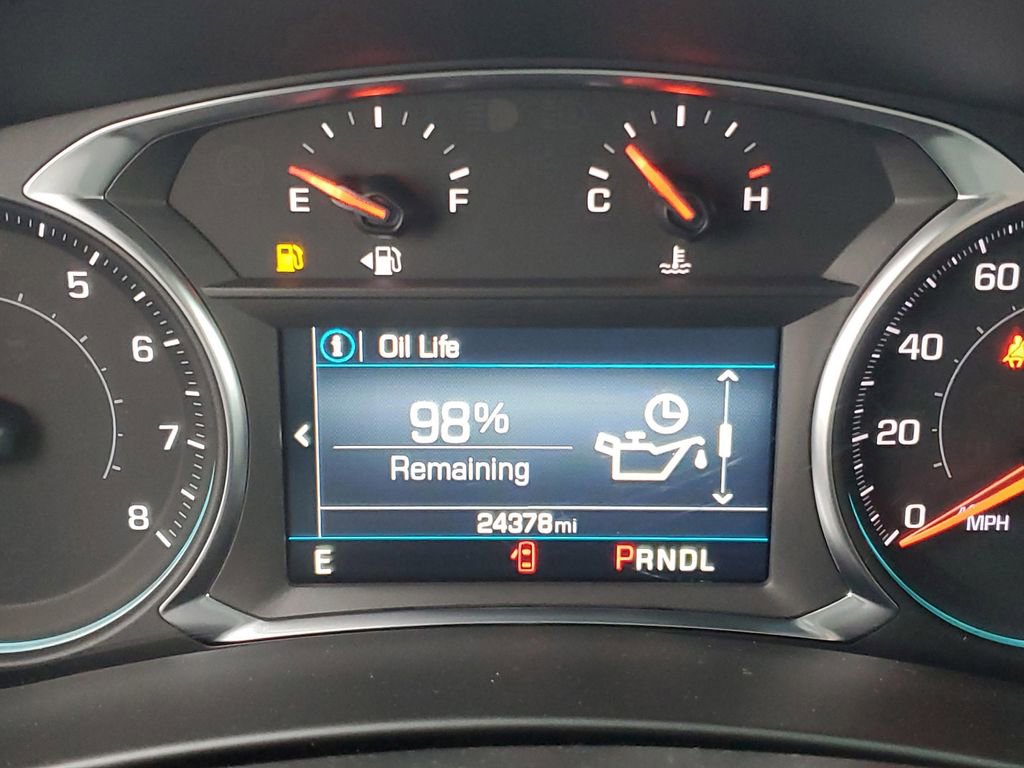 E F
C H
5
6
7
8
60
40
20
0
MPH
Oil Life
98%
Remaining
24378mi
E PRNDL